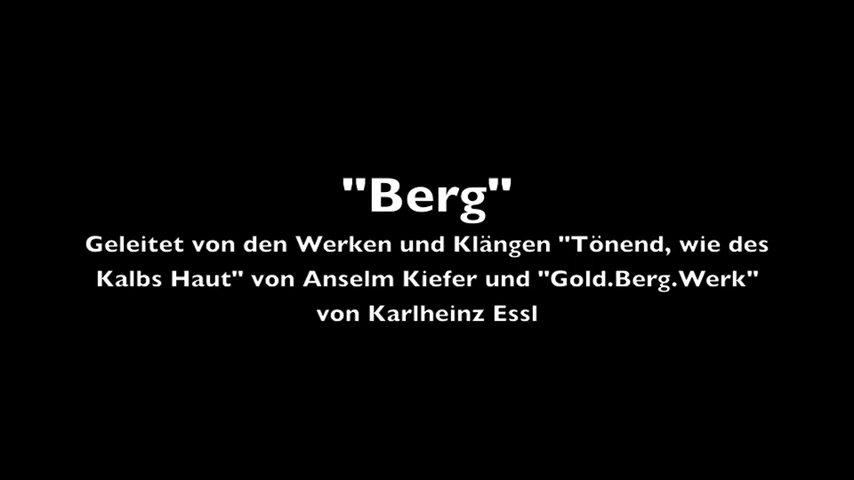 "Berg"
Geleitet von den Werken und Klängen "Tönend, wie des
Kalbs Haut" von Anselm Kiefer und "Gold.Berg.Werk"
von Karlheinz Essl